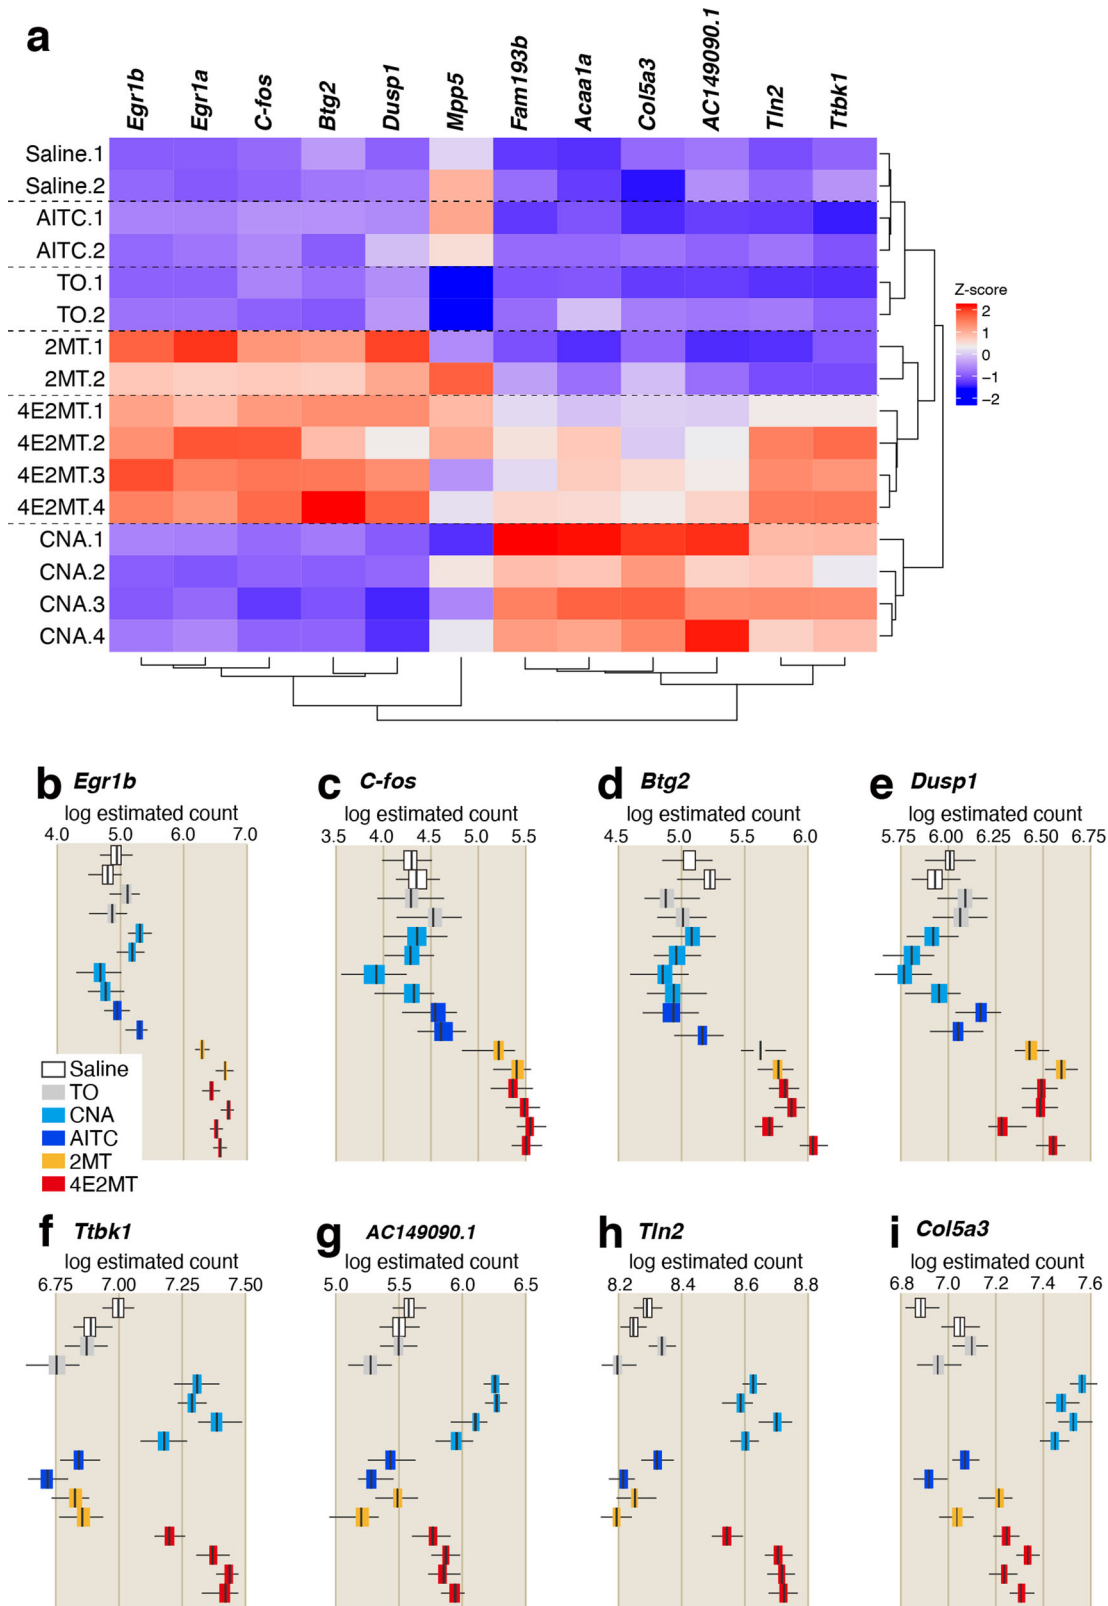 a
Egr1b Egr1a C-fos Btg2 Dusp1 Mpp5 Fam193b Acaa1a Col5a3 AC149090.1 Tln2 Ttbk1
Saline.1
Saline.2
AITC.1
AITC.2
TO.1
TO.2
2MT.1
2MT.2
4E2MT.1
4E2MT.2
4E2MT.3
4E2MT.4
CNA.1
CNA.2
CNA.3
CNA.4
Z-score
2
1
0
−1
−2
b Egr1b
log estimated count
4.0 5.0 6.0 7.0
c C-fos
log estimated count
3.5 4.0 4.5 5.0 5.5
d Btg2
log estimated count
4.5 5.0 5.5 6.0
e Dusp1
log estimated count
5.75 6.00 6.25 6.50 6.75
Saline
TO
CNA
AITC
2MT
4E2MT
f Ttbk1
log estimated count
6.75 7.00 7.25 7.50
g AC149090.1
log estimated count
5.0 5.5 6.0 6.5
h Tln2
log estimated count
8.2 8.4 8.6 8.8
i Col5a3
log estimated count
6.8 7.0 7.2 7.4 7.6